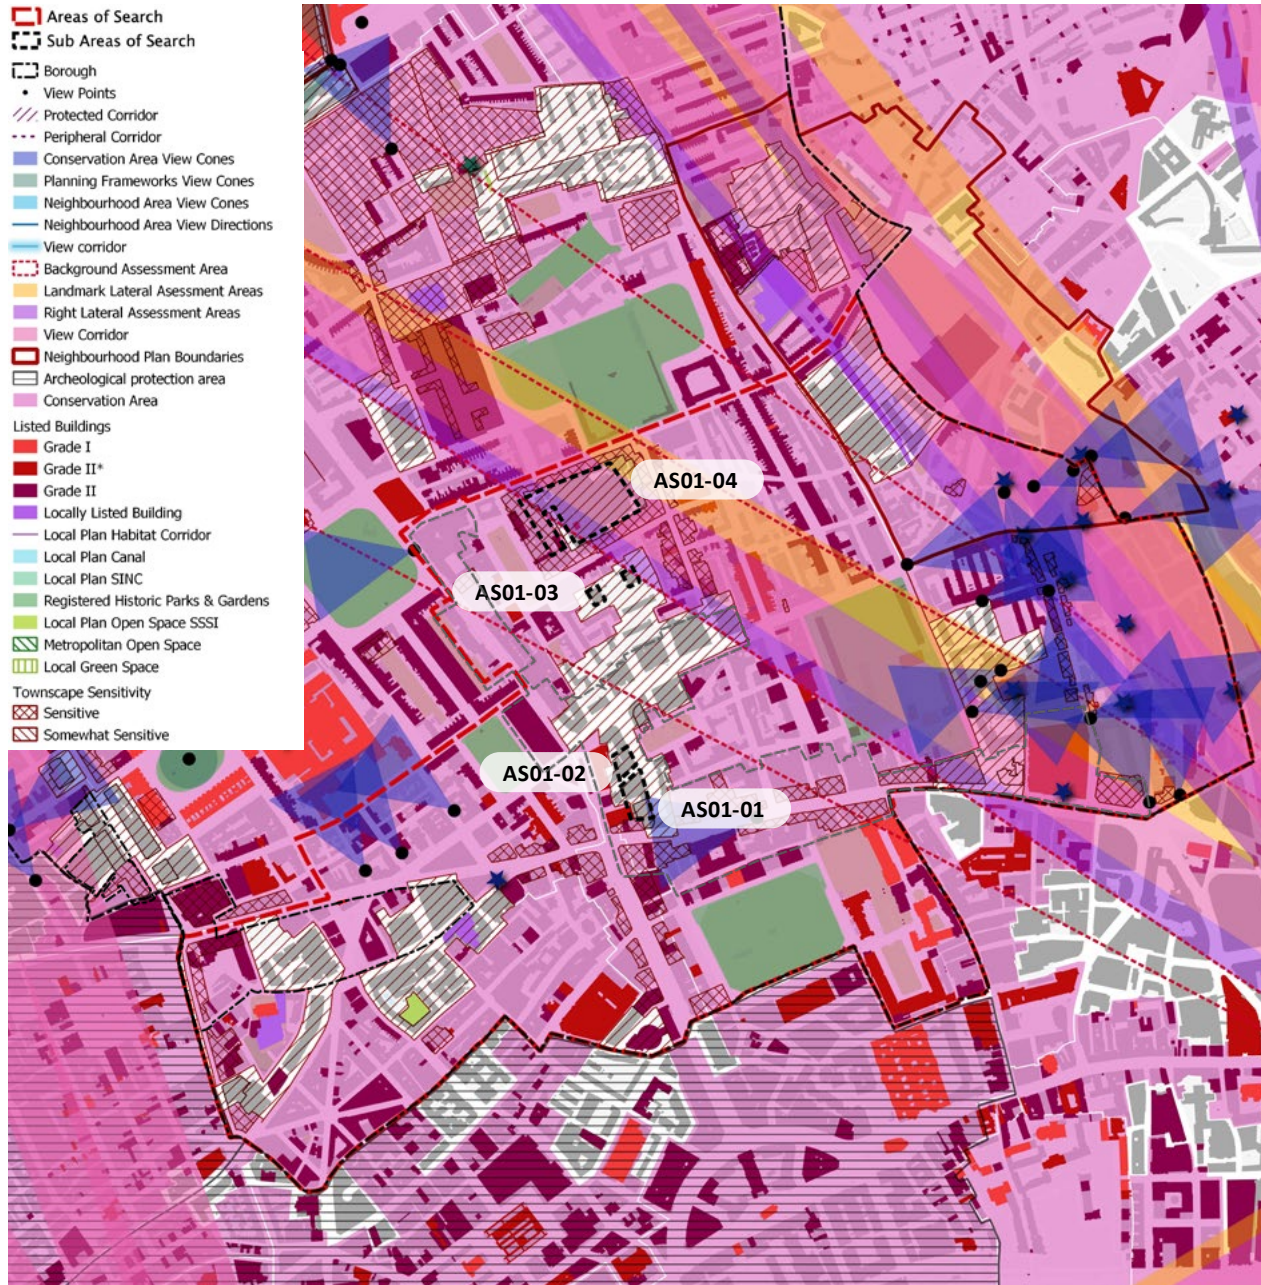 Areas of Search
Sub Areas of Search
Borough
View Points
Protected Corridor
Peripheral Corridor
Conservation Area View Cones
Planning Frameworks View Cones
Neighbourhood Area View Cones
Neighbourhood Area View Directions
View corridor
Background Assessment Area
Landmark Lateral Asessment Areas
Right Lateral Assessment Areas
View Corridor
Neighbourhood Plan Boundaries
Archeological protection area
Conservation Area
Listed Buildings
Grade I
Grade II*
Grade II
Locally Listed Building
Local Plan Habitat Corridor
Local Plan Canal
Local Plan SINC
Registered Historic Parks & Gardens
Local Plan Open Space SSSI
Metropolitan Open Space
Local Green Space
Townscape Sensitivity
Sensitive
Somewhat Sensitive
AS01-04
AS01-03
AS01-02
AS01-01